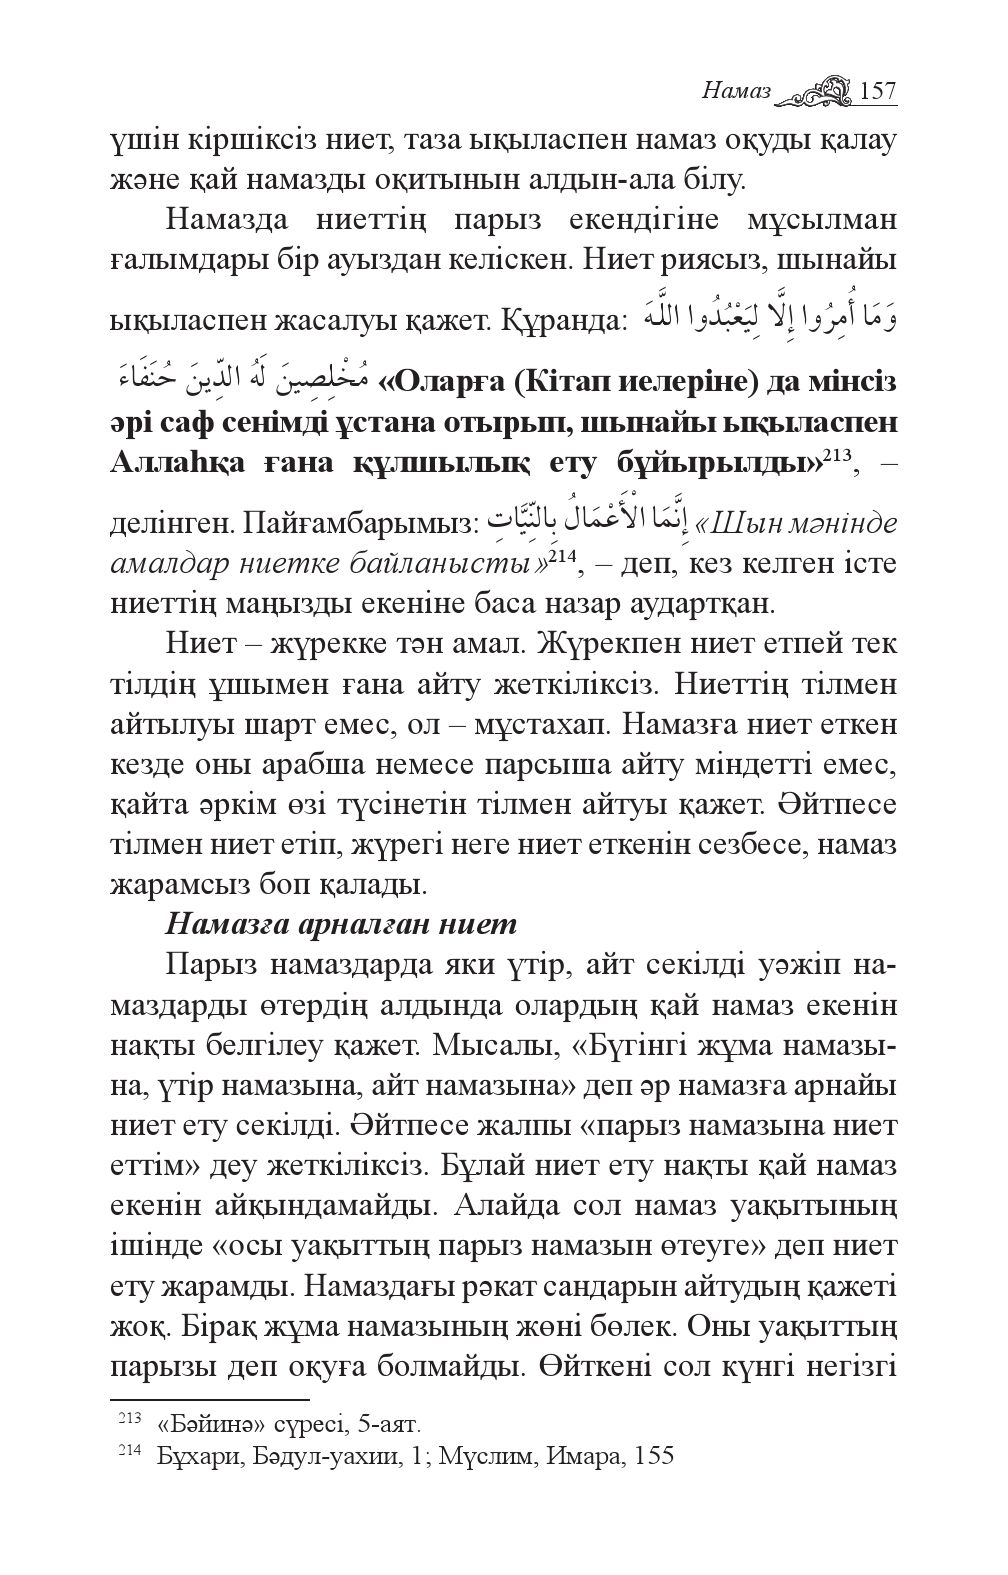 Намаз 157
үшін кіршіксіз ниет, таза ықыласпен намаз оқуды қалау
және қай намазды оқитынын алдын-ала білу.
Намазда ниеттің парыз екендігіне мұсылман
ғалымдары бір ауыздан келіскен. Ниет риясыз, шынайы
ықыласпен жасалуы қажет. Құранда: وَمَا أُمِرُوا إِلَّا لِيَعْبُدُوا اللَّهَ
مُخْلِصِينَ لَهُ الدِّينَ حُنَفَاءَ «Оларға (Кітап иелеріне) да мінсіз
әрі саф сенімді ұстана отырып, шынайы ықыласпен
Аллаһқа ғана құлшылық ету бұйырылды»²¹³, –
делінген. Пайғамбарымыз: إِنَّمَا الْأَعْمَالُ بِالنِّيَّاتِ «Шын мәнінде
амалдар ниетке байланысты»²¹⁴, – деп, кез келген істе
ниеттің маңызды екеніне баса назар аудартқан.
Ниет – жүрекке тән амал. Жүрекпен ниет етпей тек
тілдің ұшымен ғана айту жеткіліксіз. Ниеттің тілмен
айтылуы шарт емес, ол – мұстахап. Намазға ниет еткен
кезде оны арабша немесе парсыша айту міндетті емес,
қайта әркім өзі түсінетін тілмен айтуы қажет. Әйтпесе
тілмен ниет етіп, жүрегі неге ниет еткенін сезбесе, намаз
жарамсыз боп қалады.
Намазға арналған ниет
Парыз намаздарда яки үтір, айт секілді уәжіп на-
маздарды өтердің алдында олардың қай намаз екенін
нақты белгілеу қажет. Мысалы, «Бүгінгі жұма намазы-
на, үтір намазына, айт намазына» деп әр намазға арнайы
ниет ету секілді. Әйтпесе жалпы «парыз намазына ниет
еттім» деу жеткіліксіз. Бұлай ниет ету нақты қай намаз
екенін айқындамайды. Алайда сол намаз уақытының
ішінде «осы уақыттың парыз намазын өтеуге» деп ниет
ету жарамды. Намаздағы рәкат сандарын айтудың қажеті
жоқ. Бірақ жұма намазының жөні бөлек. Оны уақыттың
парызы деп оқуға болмайды. Өйткені сол күнгі негізгі
213 «Бәйинә» сүресі, 5-аят.
214 Бұхари, Бәдул-уахии, 1; Мүслим, Имара, 155